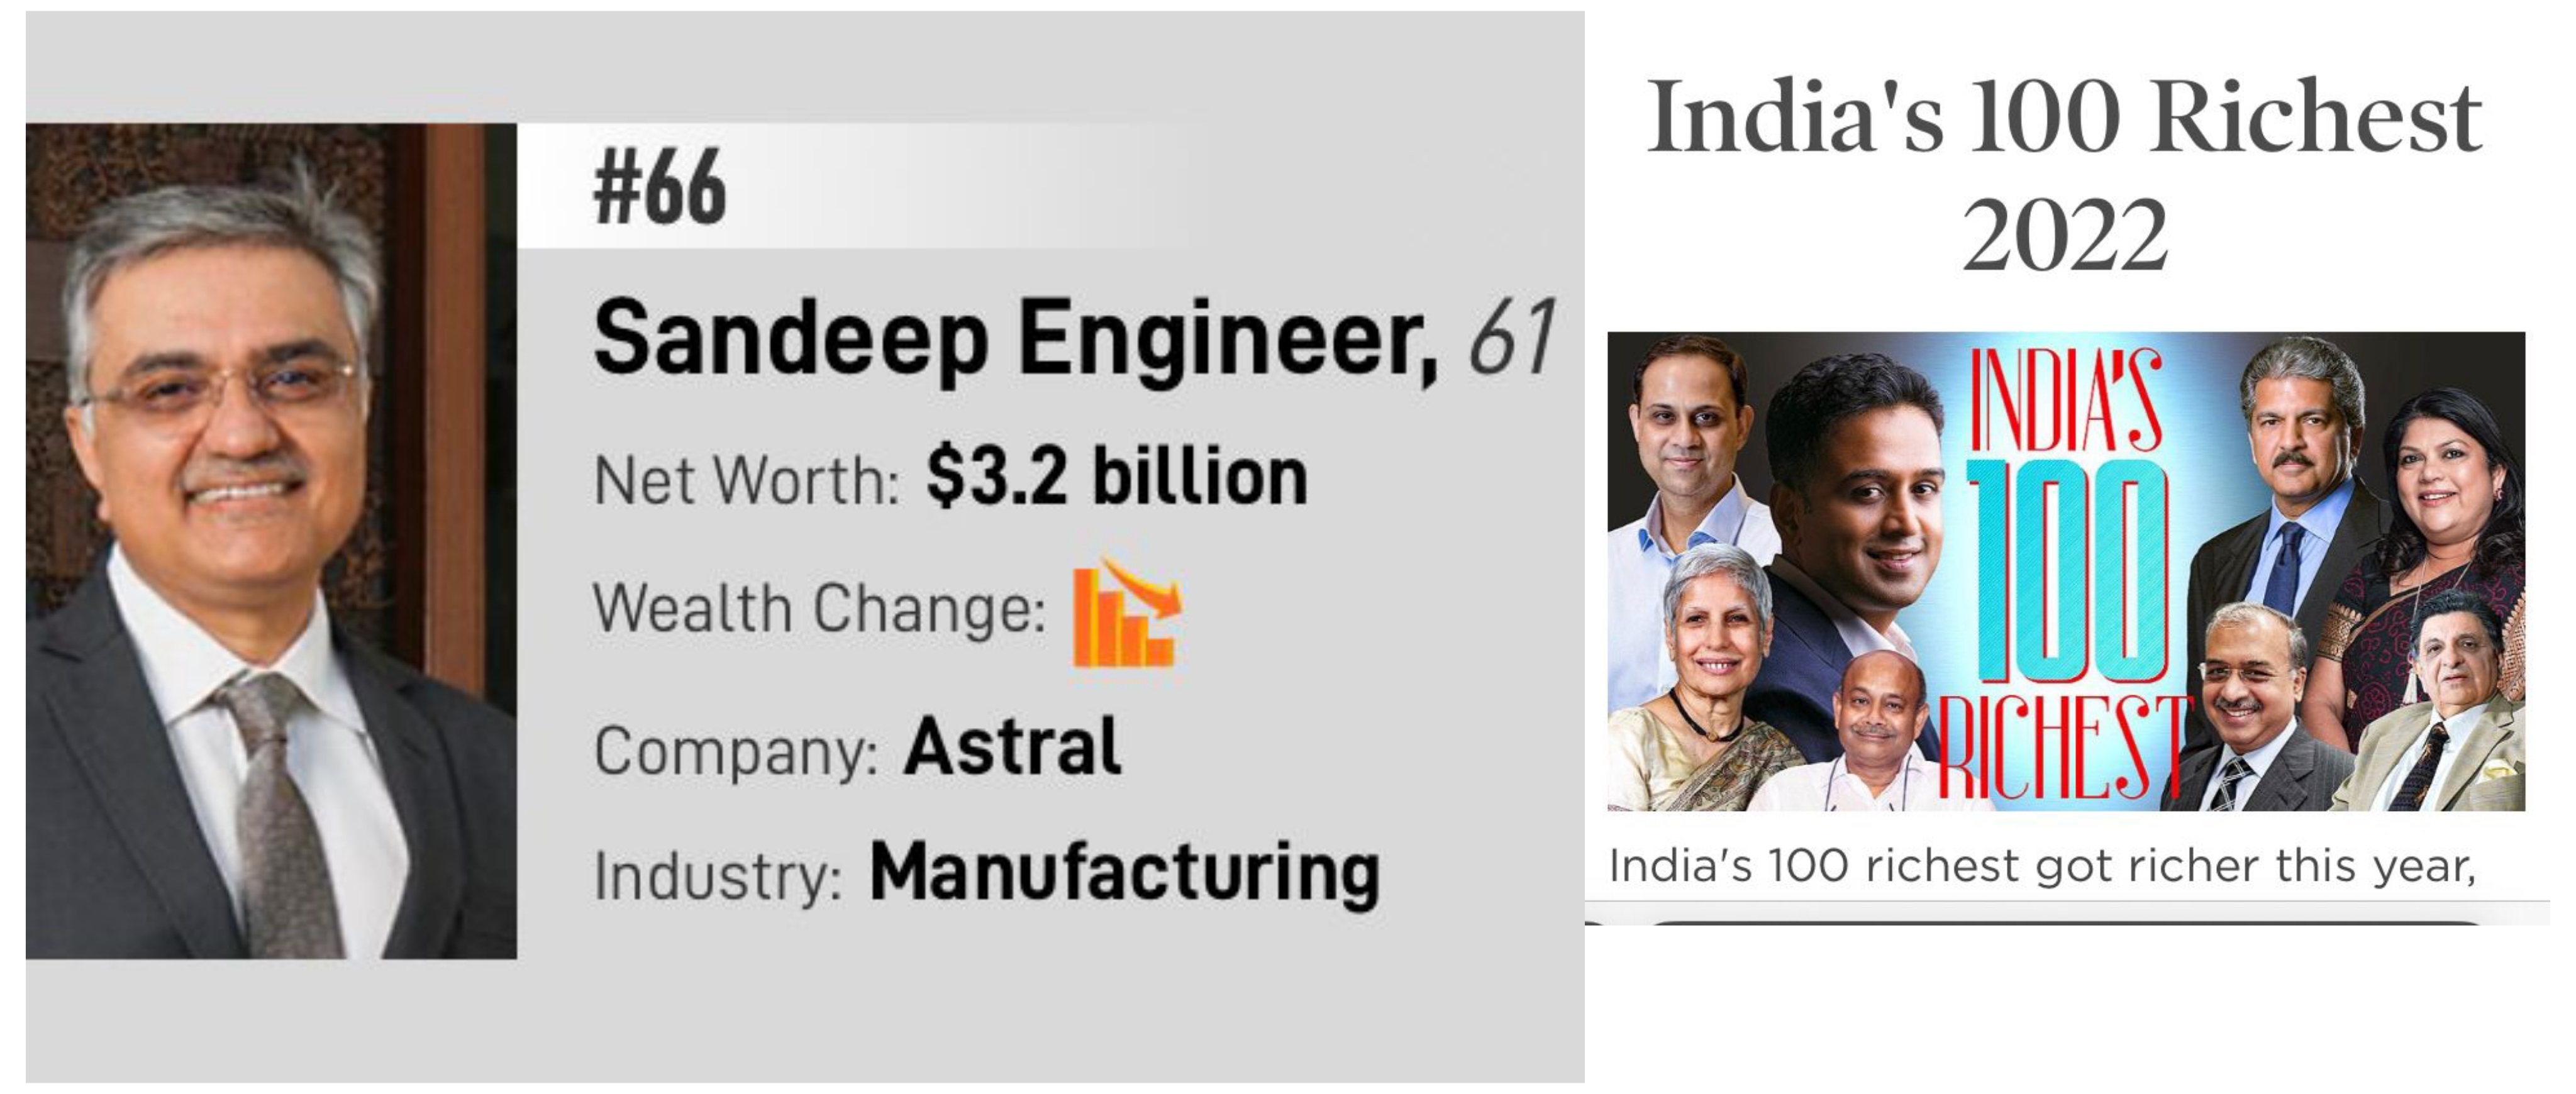 #66
Sandeep Engineer, 61
Net Worth: $3.2 billion
Wealth Change:
Company: Astral
Industry: Manufacturing
India's 100 Richest
2022
INDIA'S
100
RICHEST
India's 100 richest got richer this year,